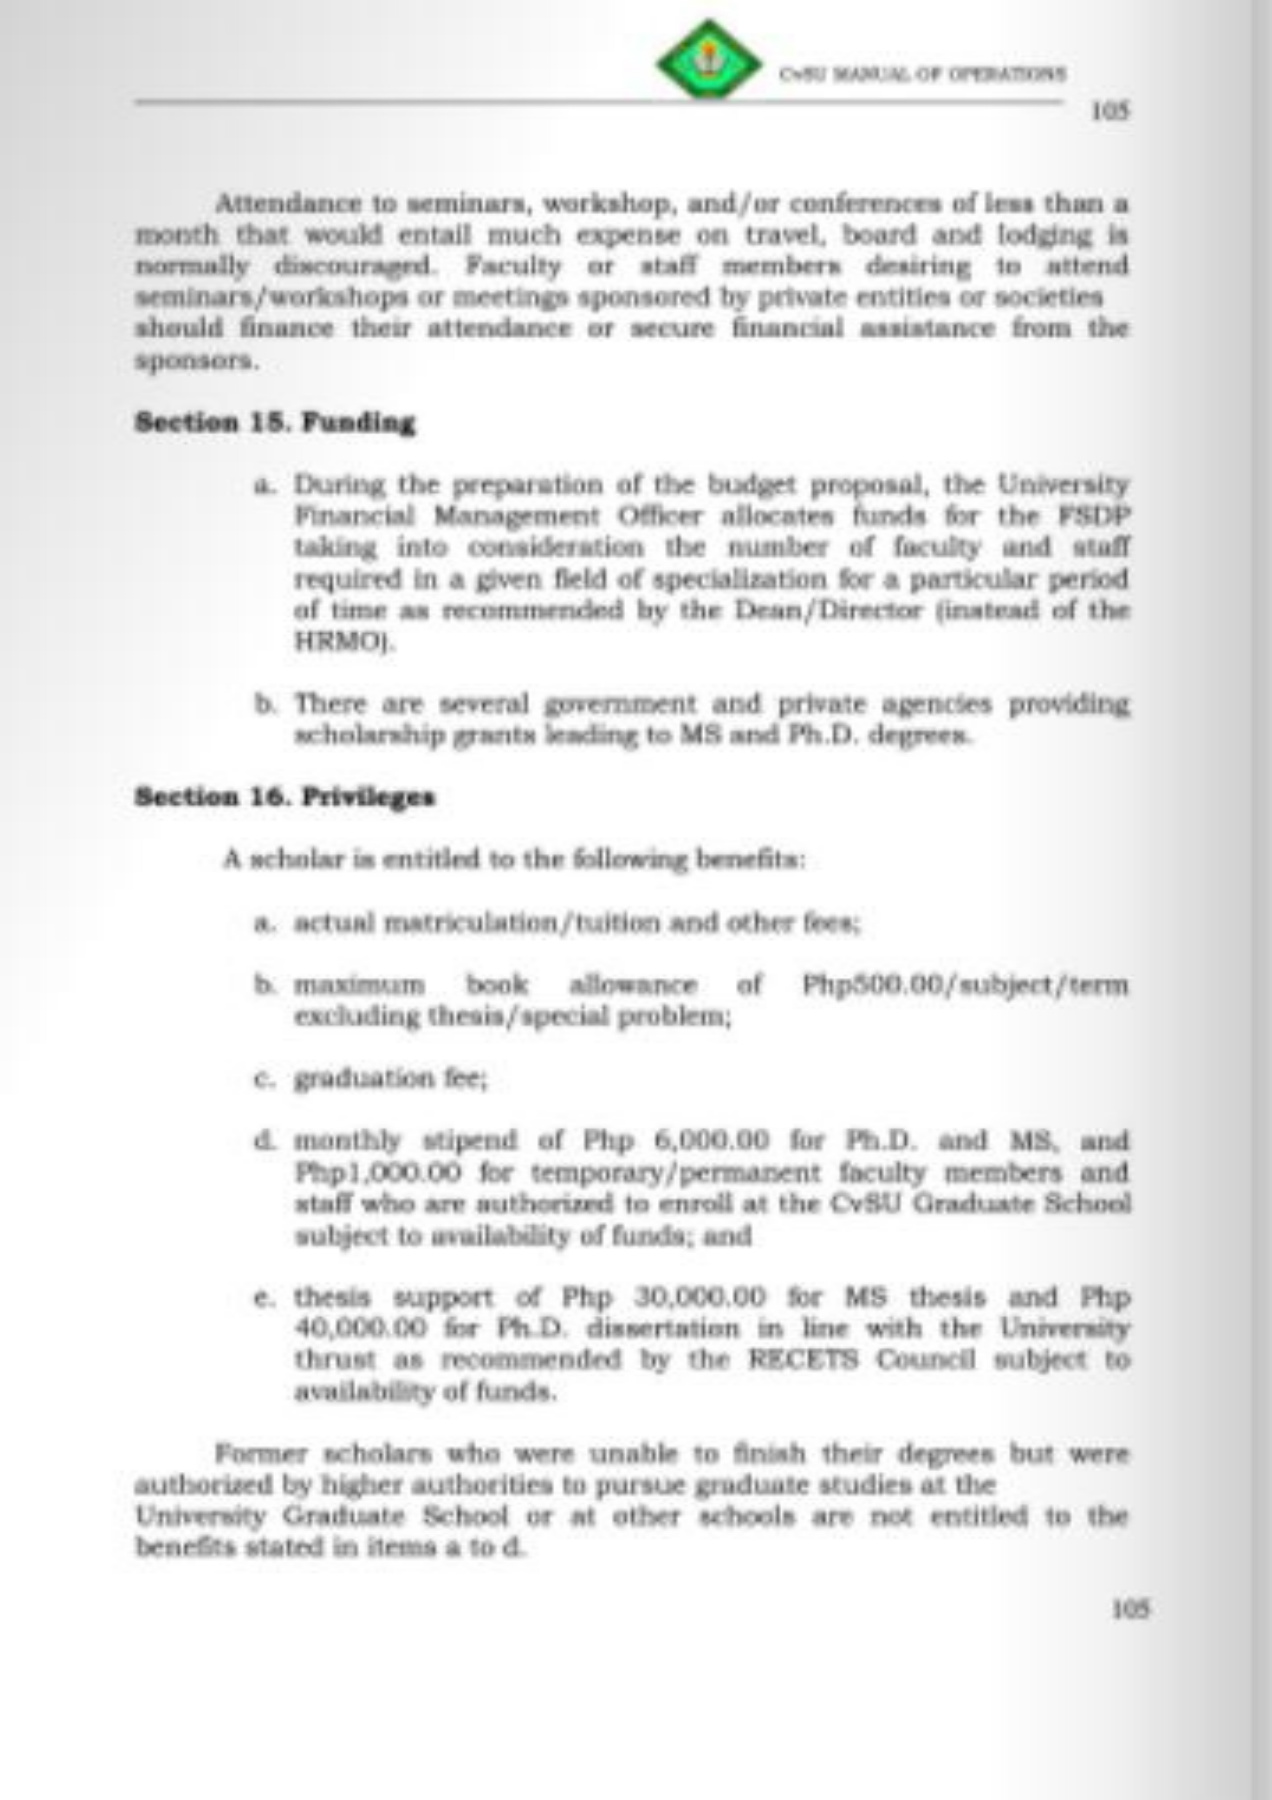 CvSU MANUAL OF OPERATIONS
105
Attendance to seminars, workshop, and/or conferences of less than a
month that would entail much expense on travel, board and lodging is
normally discouraged. Faculty or staff members desiring to attend
seminars/workshops or meetings sponsored by private entities or societies
should finance their attendance or secure financial assistance from the
sponsors.
Section 15. Funding
a. During the preparation of the budget proposal, the University
Financial Management Officer allocates funds for the FSDP
taking into consideration the number of faculty and staff
required in a given field of specialization for a particular period
of time as recommended by the Dean/Director (instead of the
HRMO).
b. There are several government and private agencies providing
scholarship grants leading to MS and Ph.D. degrees.
Section 16. Privileges
A scholar is entitled to the following benefits:
a. actual matriculation/tuition and other fees;
b. maximum book allowance of Php500.00/subject/term
excluding thesis/special problem;
c. graduation fee;
d. monthly stipend of Php 6,000.00 for Ph.D. and MS, and
Php1,000.00 for temporary/permanent faculty members and
staff who are authorized to enroll at the CvSU Graduate School
subject to availability of funds; and
e. thesis support of Php 30,000.00 for MS thesis and Php
40,000.00 for Ph.D. dissertation in line with the University
thrust as recommended by the RECETS Council subject to
availability of funds.
Former scholars who were unable to finish their degrees but were
authorized by higher authorities to pursue graduate studies at the
University Graduate School or at other schools are not entitled to the
benefits stated in items a to d.
105